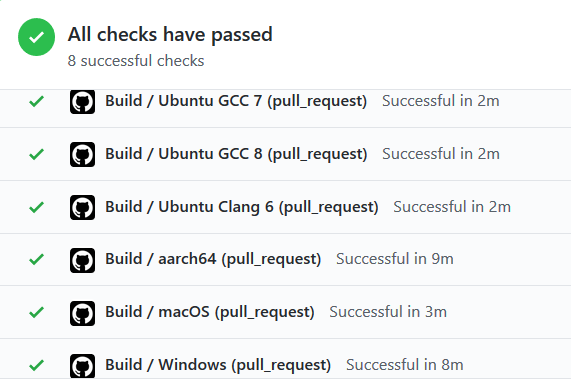 All checks have passed
8 successful checks
Build / Ubuntu GCC 7 (pull_request) Successful in 2m
Build / Ubuntu GCC 8 (pull_request) Successful in 2m
Build / Ubuntu Clang 6 (pull_request) Successful in 2m
Build / aarch64 (pull_request) Successful in 9m
Build / macOS (pull_request) Successful in 3m
Build / Windows (pull_request) Successful in 8m